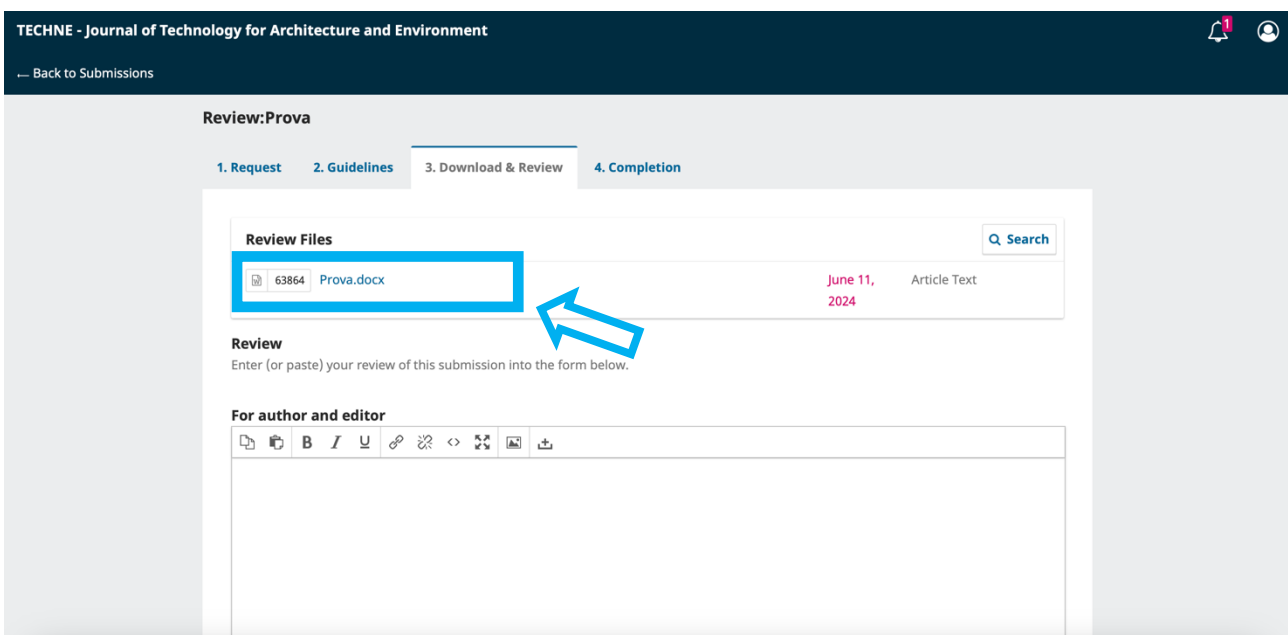 TECHNE - Journal of Technology for Architecture and Environment
1
← Back to Submissions
Review:Prova
1. Request 2. Guidelines 3. Download & Review 4. Completion
Review Files
Search
63864 Prova.docx June 11, Article Text
2024
Review
Enter (or paste) your review of this submission into the form below.
For author and editor
B I U